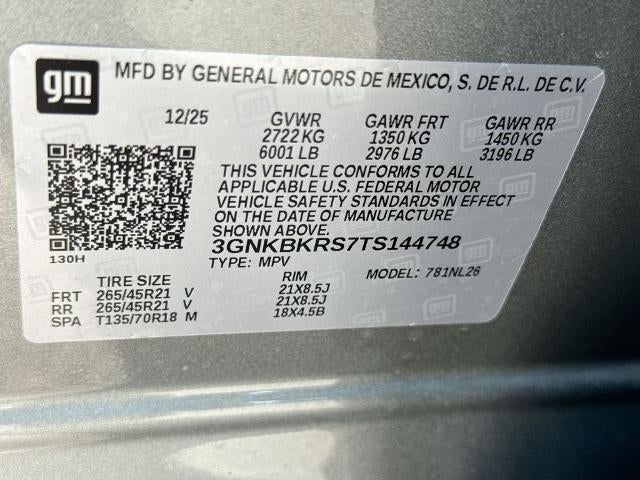 gm MFD BY GENERAL MOTORS DE MEXICO, S. DE R.L. DE C.V.
12/25 GVWR GAWR FRT GAWR RR
2722 KG 1350 KG 1450 KG
6001 LB 2976 LB 3196 LB
THIS VEHICLE CONFORMS TO ALL
APPLICABLE U.S. FEDERAL MOTOR
VEHICLE SAFETY STANDARDS IN EFFECT
ON THE DATE OF MANUFACTURE
SHOWN ABOVE.
3GNKBKRS7TS144748
130H TYPE: MPV MODEL: 781NL26
TIRE SIZE RIM
FRT 265/45R21 V 21X8.5J
RR 265/45R21 V 21X8.5J
SPA T135/70R18 M 18X4.5B